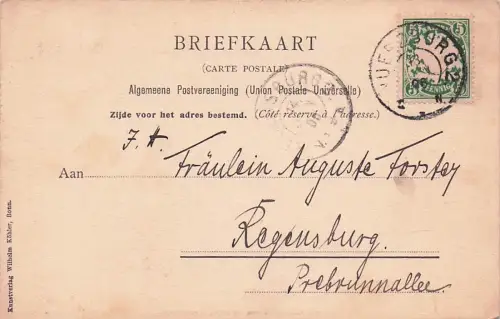 BRIEFKAART
(CARTE POSTALE)
Algemeene Postvereeniging (Union Postale Universelle)
Zijde voor het adres bestemd. (Côté réservé à l'adresse.)
Aan
Fräulein Auguste Forster
Regensburg.
Prebrunnallee.
Kunstverlag Wilhelm Köhler, Bonn.
5